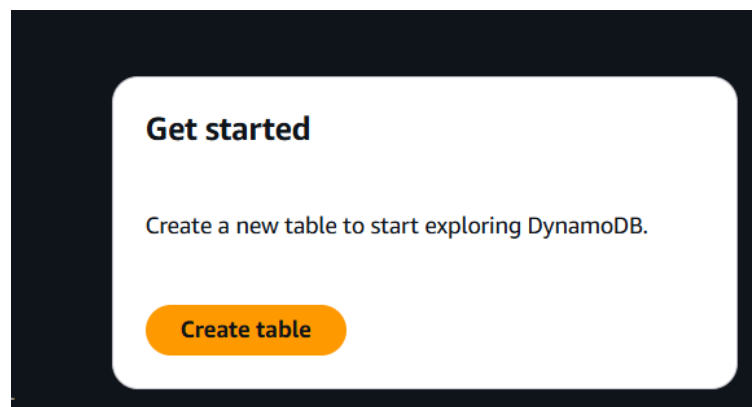 Get started
Create a new table to start exploring DynamoDB.
Create table